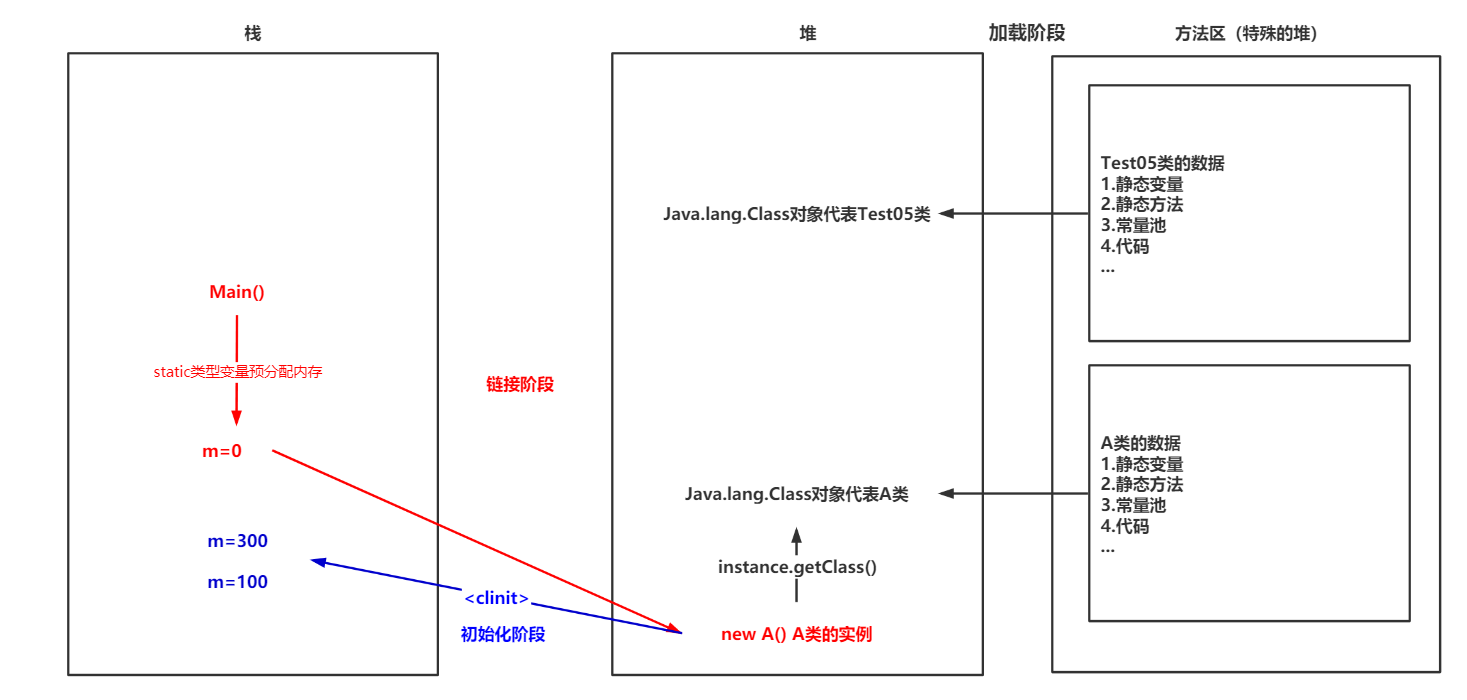 栈
堆
加载阶段
方法区（特殊的堆）
Main()
static类型变量预分配内存
m=0
m=300
m=100
链接阶段
<clinit>
初始化阶段
Java.lang.Class对象代表Test05类
Java.lang.Class对象代表A类
instance.getClass()
new A() A类的实例
Test05类的数据
1.静态变量
2.静态方法
3.常量池
4.代码
...
A类的数据
1.静态变量
2.静态方法
3.常量池
4.代码
...